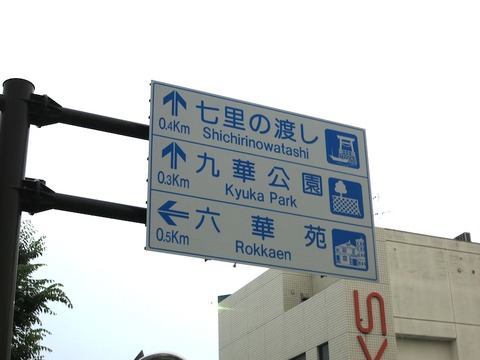 七里の渡し
0.4Km Shichirinowatashi
九華公園
0.3Km Kyuka Park
六華苑
0.5Km Rokkaen
SY